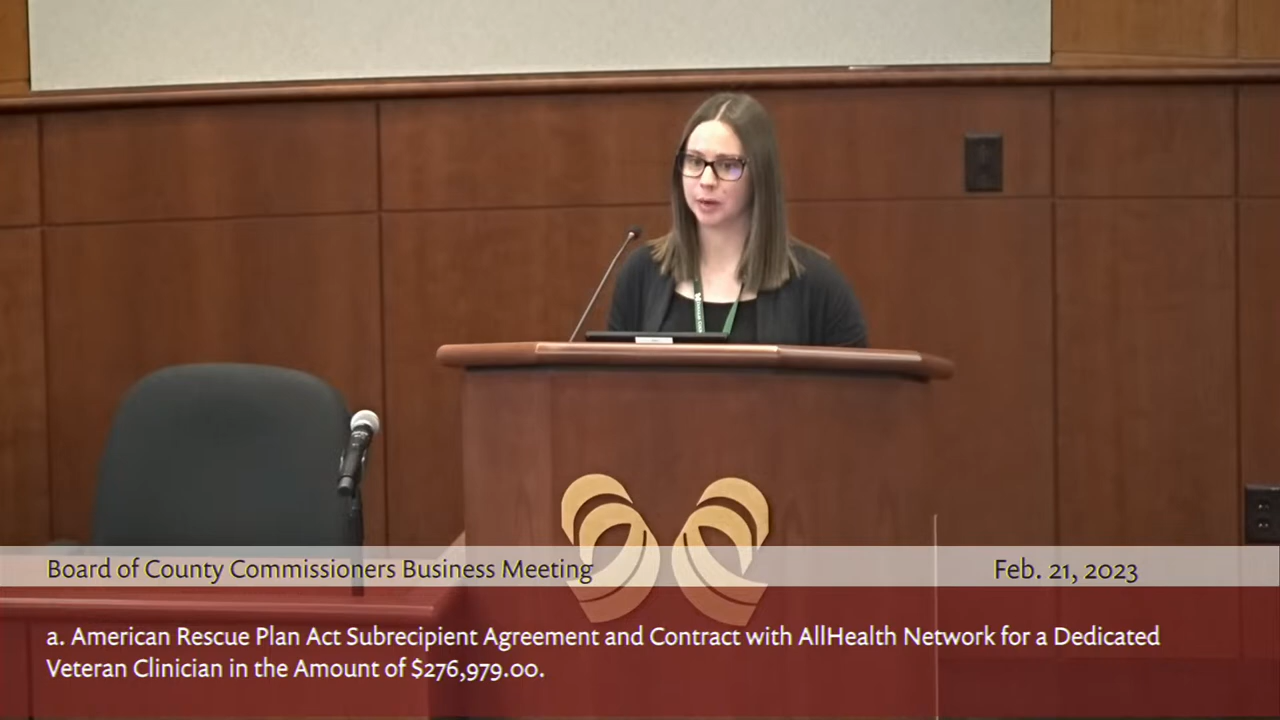 Board of County Commissioners Business Meeting
Feb. 21, 2023
a. American Rescue Plan Act Subrecipient Agreement and Contract with AllHealth Network for a Dedicated
Veteran Clinician in the Amount of $276,979.00.